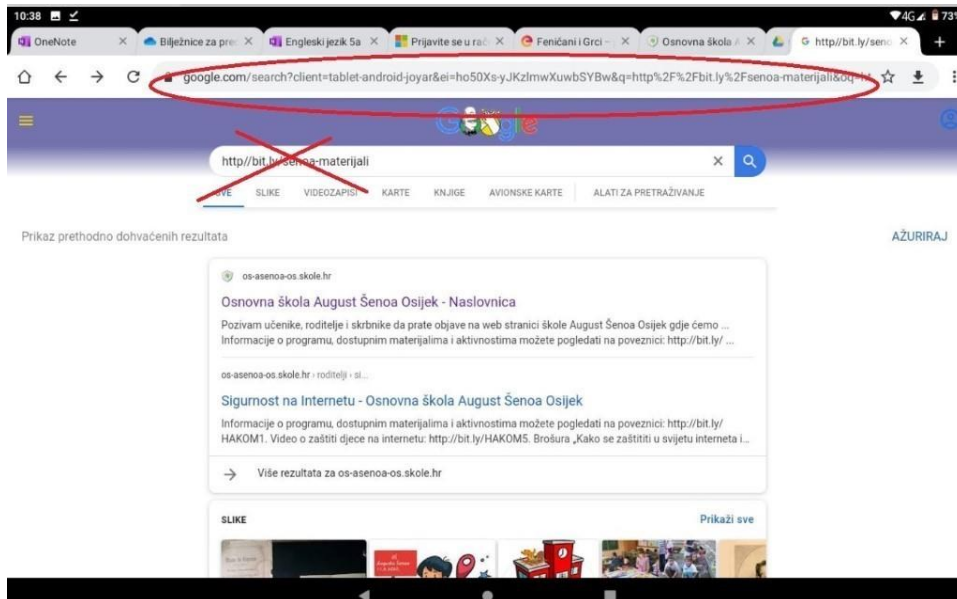 10:38 4G 73%
OneNote Bilježnice za pre Engleski jezik 5a Prijavite se u rač Feničani i Grci – Osnovna škola A http//bit.ly/seno
google.com/search?client=tablet-android-joyar&ei=ho50Xs-yJKzlmwXuwbSYBw&q=http%2F%2Fbit.ly%2Fsenoa-materijali&oq=ht
Google
http//bit.ly/senoa-materijali
SVE SLIKE VIDEOZAPISI KARTE KNJIGE AVIONSKE KARTE ALATI ZA PRETRAŽIVANJE
Prikaz prethodno dohvaćenih rezultata AŽURIRAJ
os-asenoa-os.skole.hr
Osnovna škola August Šenoa Osijek - Naslovnica
Pozivam učenike, roditelje i skrbnike da prate objave na web stranici škole August Šenoa Osijek gdje ćemo ...
Informacije o programu, dostupnim materijalima i aktivnostima možete pogledati na poveznici: http://bit.ly/ ...
os-asenoa-os.skole.hr › roditelji › si...
Sigurnost na Internetu - Osnovna škola August Šenoa Osijek
Informacije o programu, dostupnim materijalima i aktivnostima možete pogledati na poveznici: http://bit.ly/
HAKOM1. Video o zaštiti djece na internetu: http://bit.ly/HAKOM5. Brošura „Kako se zaštititi u svijetu interneta i...
Više rezultata za os-asenoa-os.skole.hr
SLIKE Prikaži sve